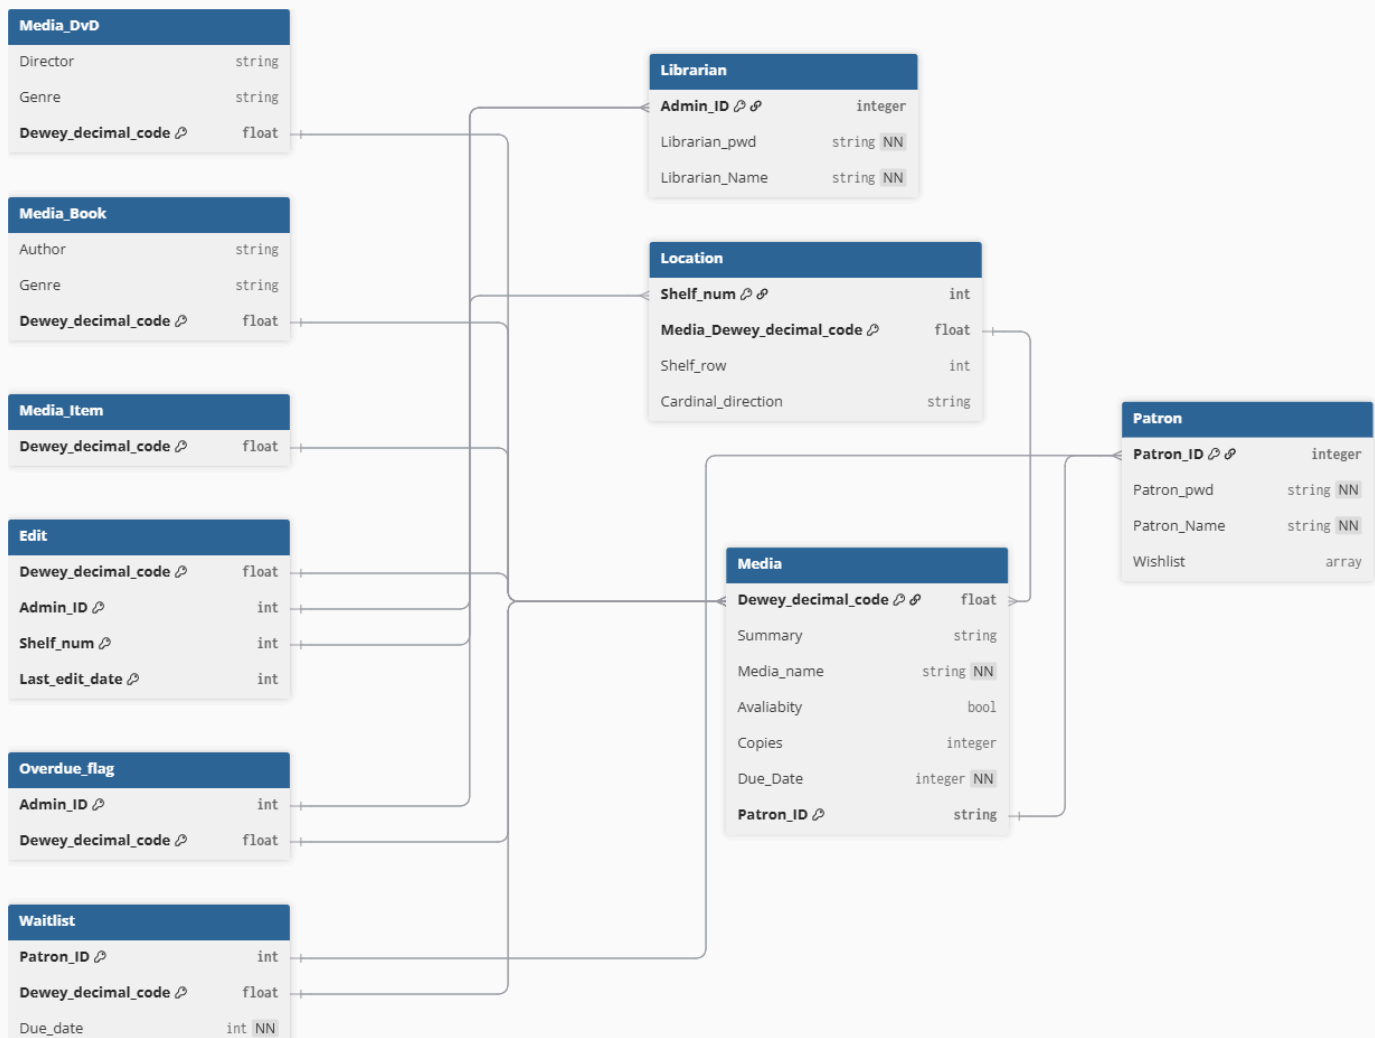 Media_DvD
Director string
Genre string
Dewey_decimal_code float
Media_Book
Author string
Genre string
Dewey_decimal_code float
Media_Item
Dewey_decimal_code float
Edit
Dewey_decimal_code float
Admin_ID int
Shelf_num int
Last_edit_date int
Overdue_flag
Admin_ID int
Dewey_decimal_code float
Waitlist
Patron_ID int
Dewey_decimal_code float
Due_date int NN
Librarian
Admin_ID integer
Librarian_pwd string NN
Librarian_Name string NN
Location
Shelf_num int
Media_Dewey_decimal_code float
Shelf_row int
Cardinal_direction string
Media
Dewey_decimal_code float
Summary string
Media_name string NN
Avaliabity bool
Copies integer
Due_Date integer NN
Patron_ID string
Patron
Patron_ID integer
Patron_pwd string NN
Patron_Name string NN
Wishlist array